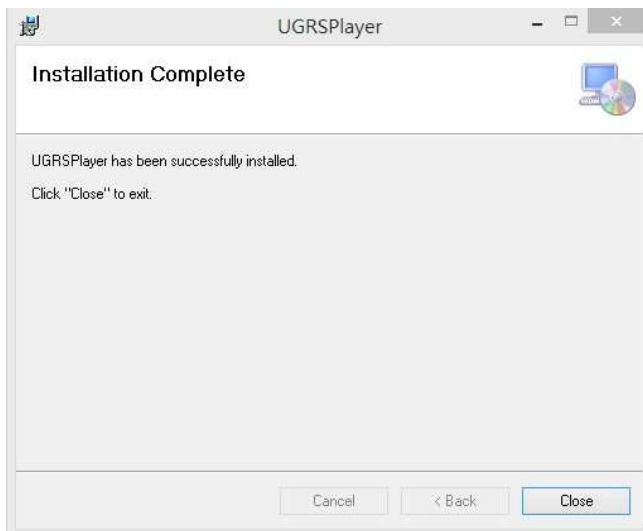 UGRSPlayer
Installation Complete
UGRSPlayer has been successfully installed.
Click "Close" to exit.
Cancel
< Back
Close